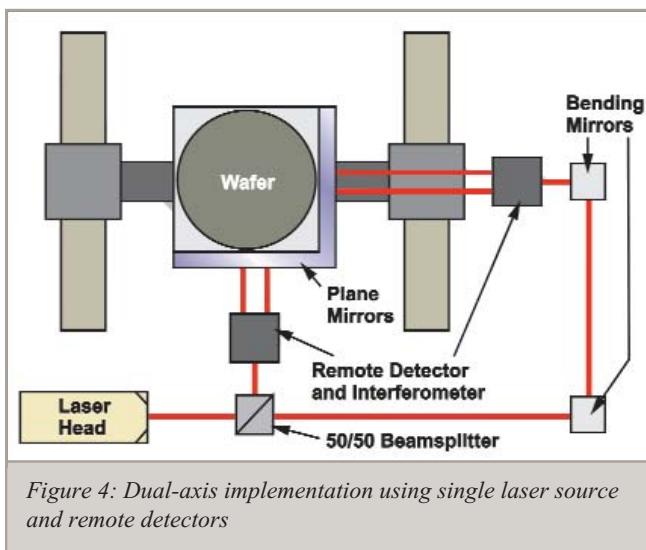 Bending
Mirrors
Wafer
Plane
Mirrors
Remote Detector
and Interferometer
Laser
Head
50/50 Beamsplitter
Figure 4: Dual-axis implementation using single laser source
and remote detectors